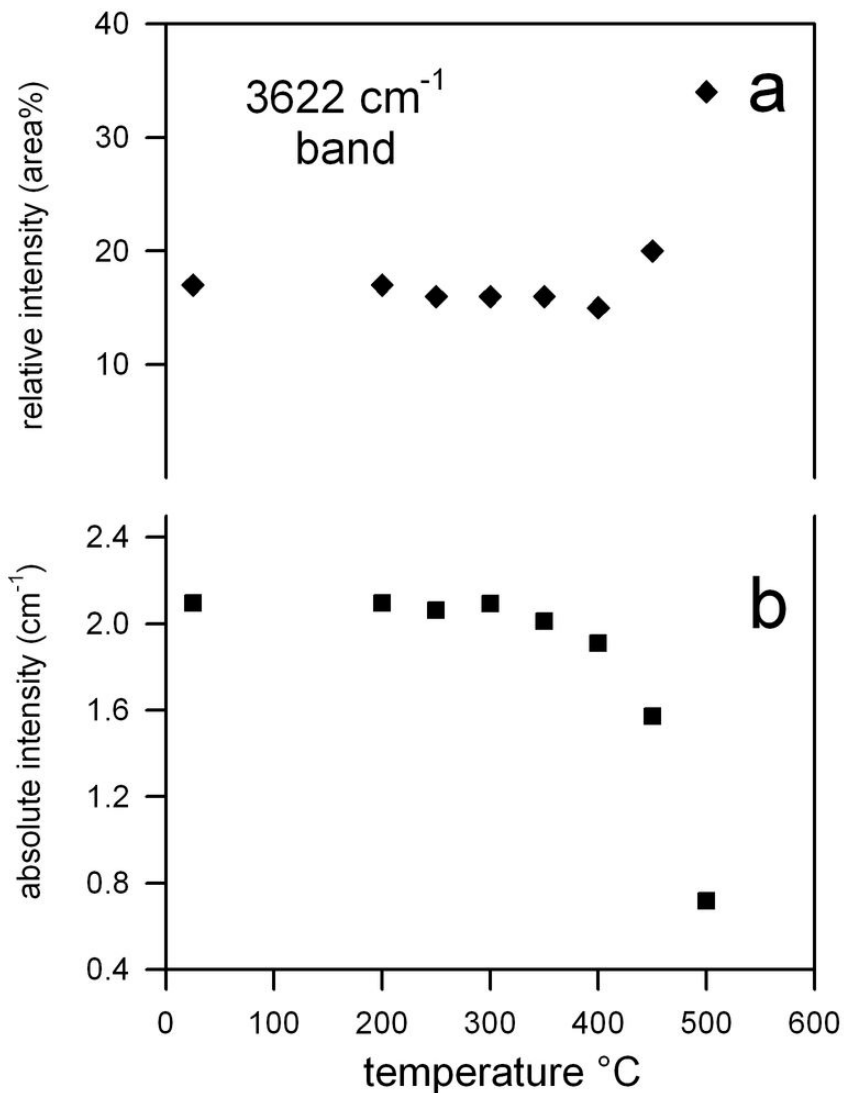 40
3622 cm⁻¹
band
a
30
20
10
relative intensity (area%)
2.4
b
2.0
1.6
1.2
0.8
0.4
absolute intensity (cm⁻¹)
0 100 200 300 400 500 600
temperature °C